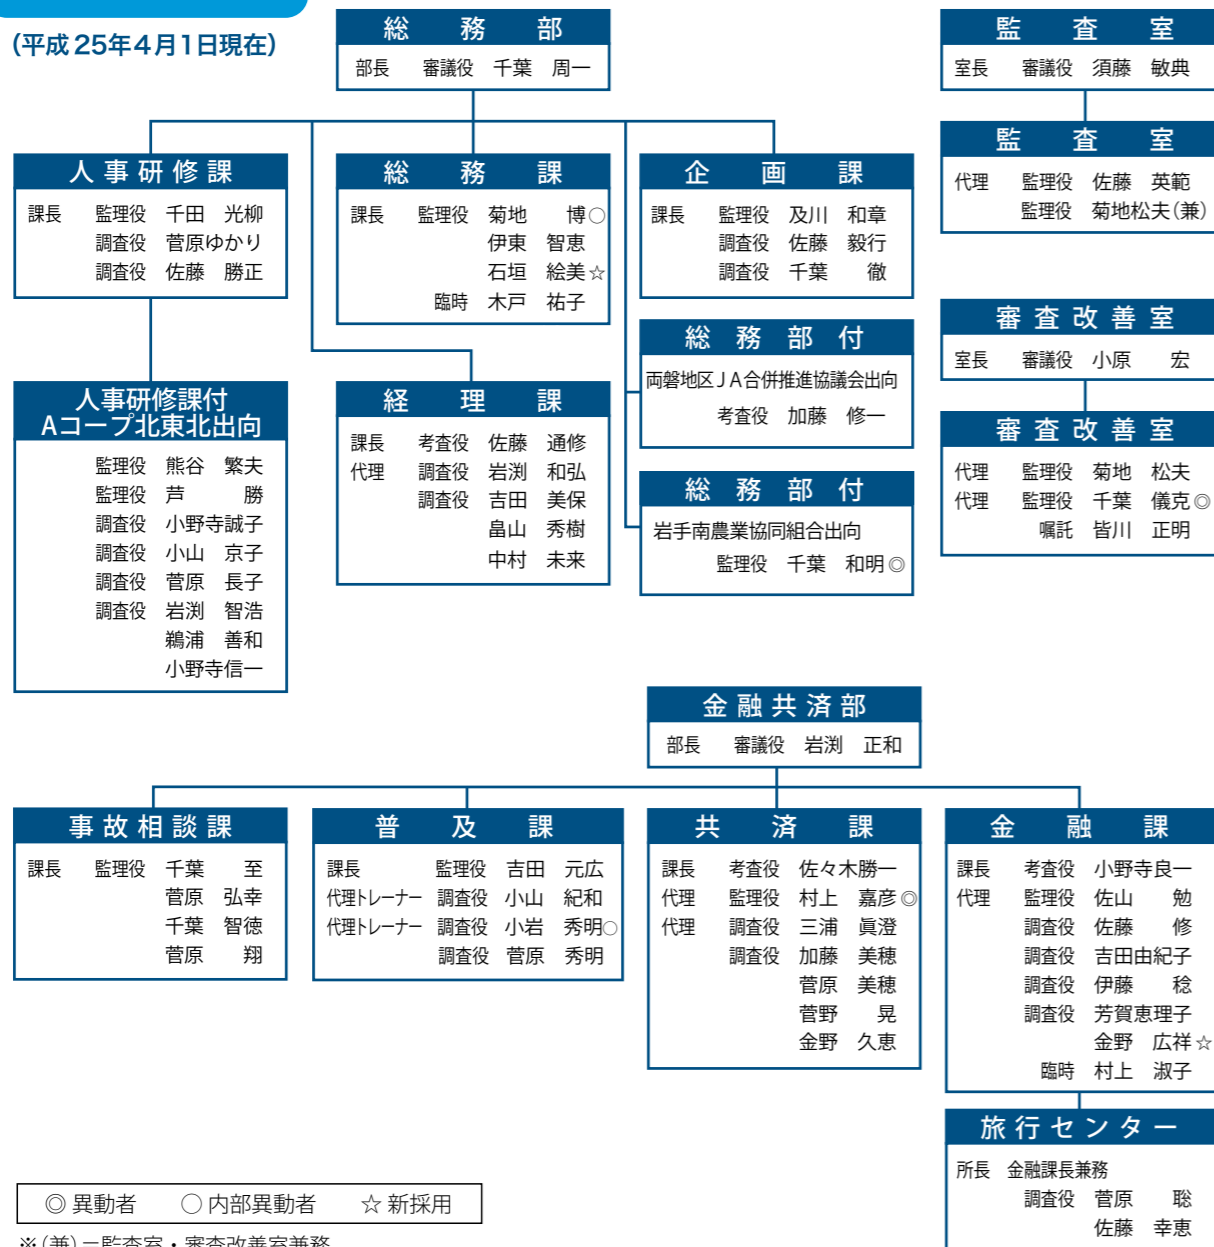 (平成25年4月1日現在)
総務部
部長 審議役 千葉 周一
監査室
室長 審議役 須藤 敏典
監査室
代理 監理役 佐藤 英範
監理役 菊地松夫(兼)
人事研修課
課長 監理役 千田 光柳
調査役 菅原ゆかり
調査役 佐藤 勝正
総務課
課長 監理役 菊地 博○
伊東 智恵
石垣 絵美☆
臨時 木戸 祐子
企画課
課長 監理役 及川 和章
調査役 佐藤 毅行
調査役 千葉 徹
審査改善室
室長 審議役 小原 宏
審査改善室
代理 監理役 菊地 松夫
代理 監理役 千葉 儀克◎
嘱託 皆川 正明
総務部付
両磐地区JA合併推進協議会出向
考査役 加藤 修一
総務部付
岩手南農業協同組合出向
監理役 千葉 和明◎
人事研修課付
Aコープ北東北出向
監理役 熊谷 繁夫
監理役 芦 勝
調査役 小野寺誠子
調査役 小山 京子
調査役 菅原 長子
調査役 岩渕 智浩
鵜浦 善和
小野寺信一
経理課
課長 考査役 佐藤 通修
代理 調査役 岩渕 和弘
調査役 吉田 美保
畠山 秀樹
中村 未来
金融共済部
部長 審議役 岩渕 正和
事故相談課
課長 監理役 千葉 至
菅原 弘幸
千葉 智徳
菅原 翔
普及課
課長 監理役 吉田 元広
代理トレーナー 調査役 小山 紀和
代理トレーナー 調査役 小岩 秀明○
調査役 菅原 秀明
共済課
課長 考査役 佐々木勝一
代理 監理役 村上 嘉彦◎
代理 調査役 三浦 眞澄
調査役 加藤 美穂
菅原 美穂
菅野 晃
金野 久恵
金融課
課長 考査役 小野寺良一
代理 監理役 佐山 勉
調査役 佐藤 修
調査役 吉田由紀子
調査役 伊藤 稔
調査役 芳賀恵理子
金野 広祥☆
臨時 村上 淑子
旅行センター
所長 金融課長兼務
調査役 菅原 聡
佐藤 幸恵
◎異動者 ○内部異動者 ☆新採用
※(兼)=監査室・審査改善室兼務